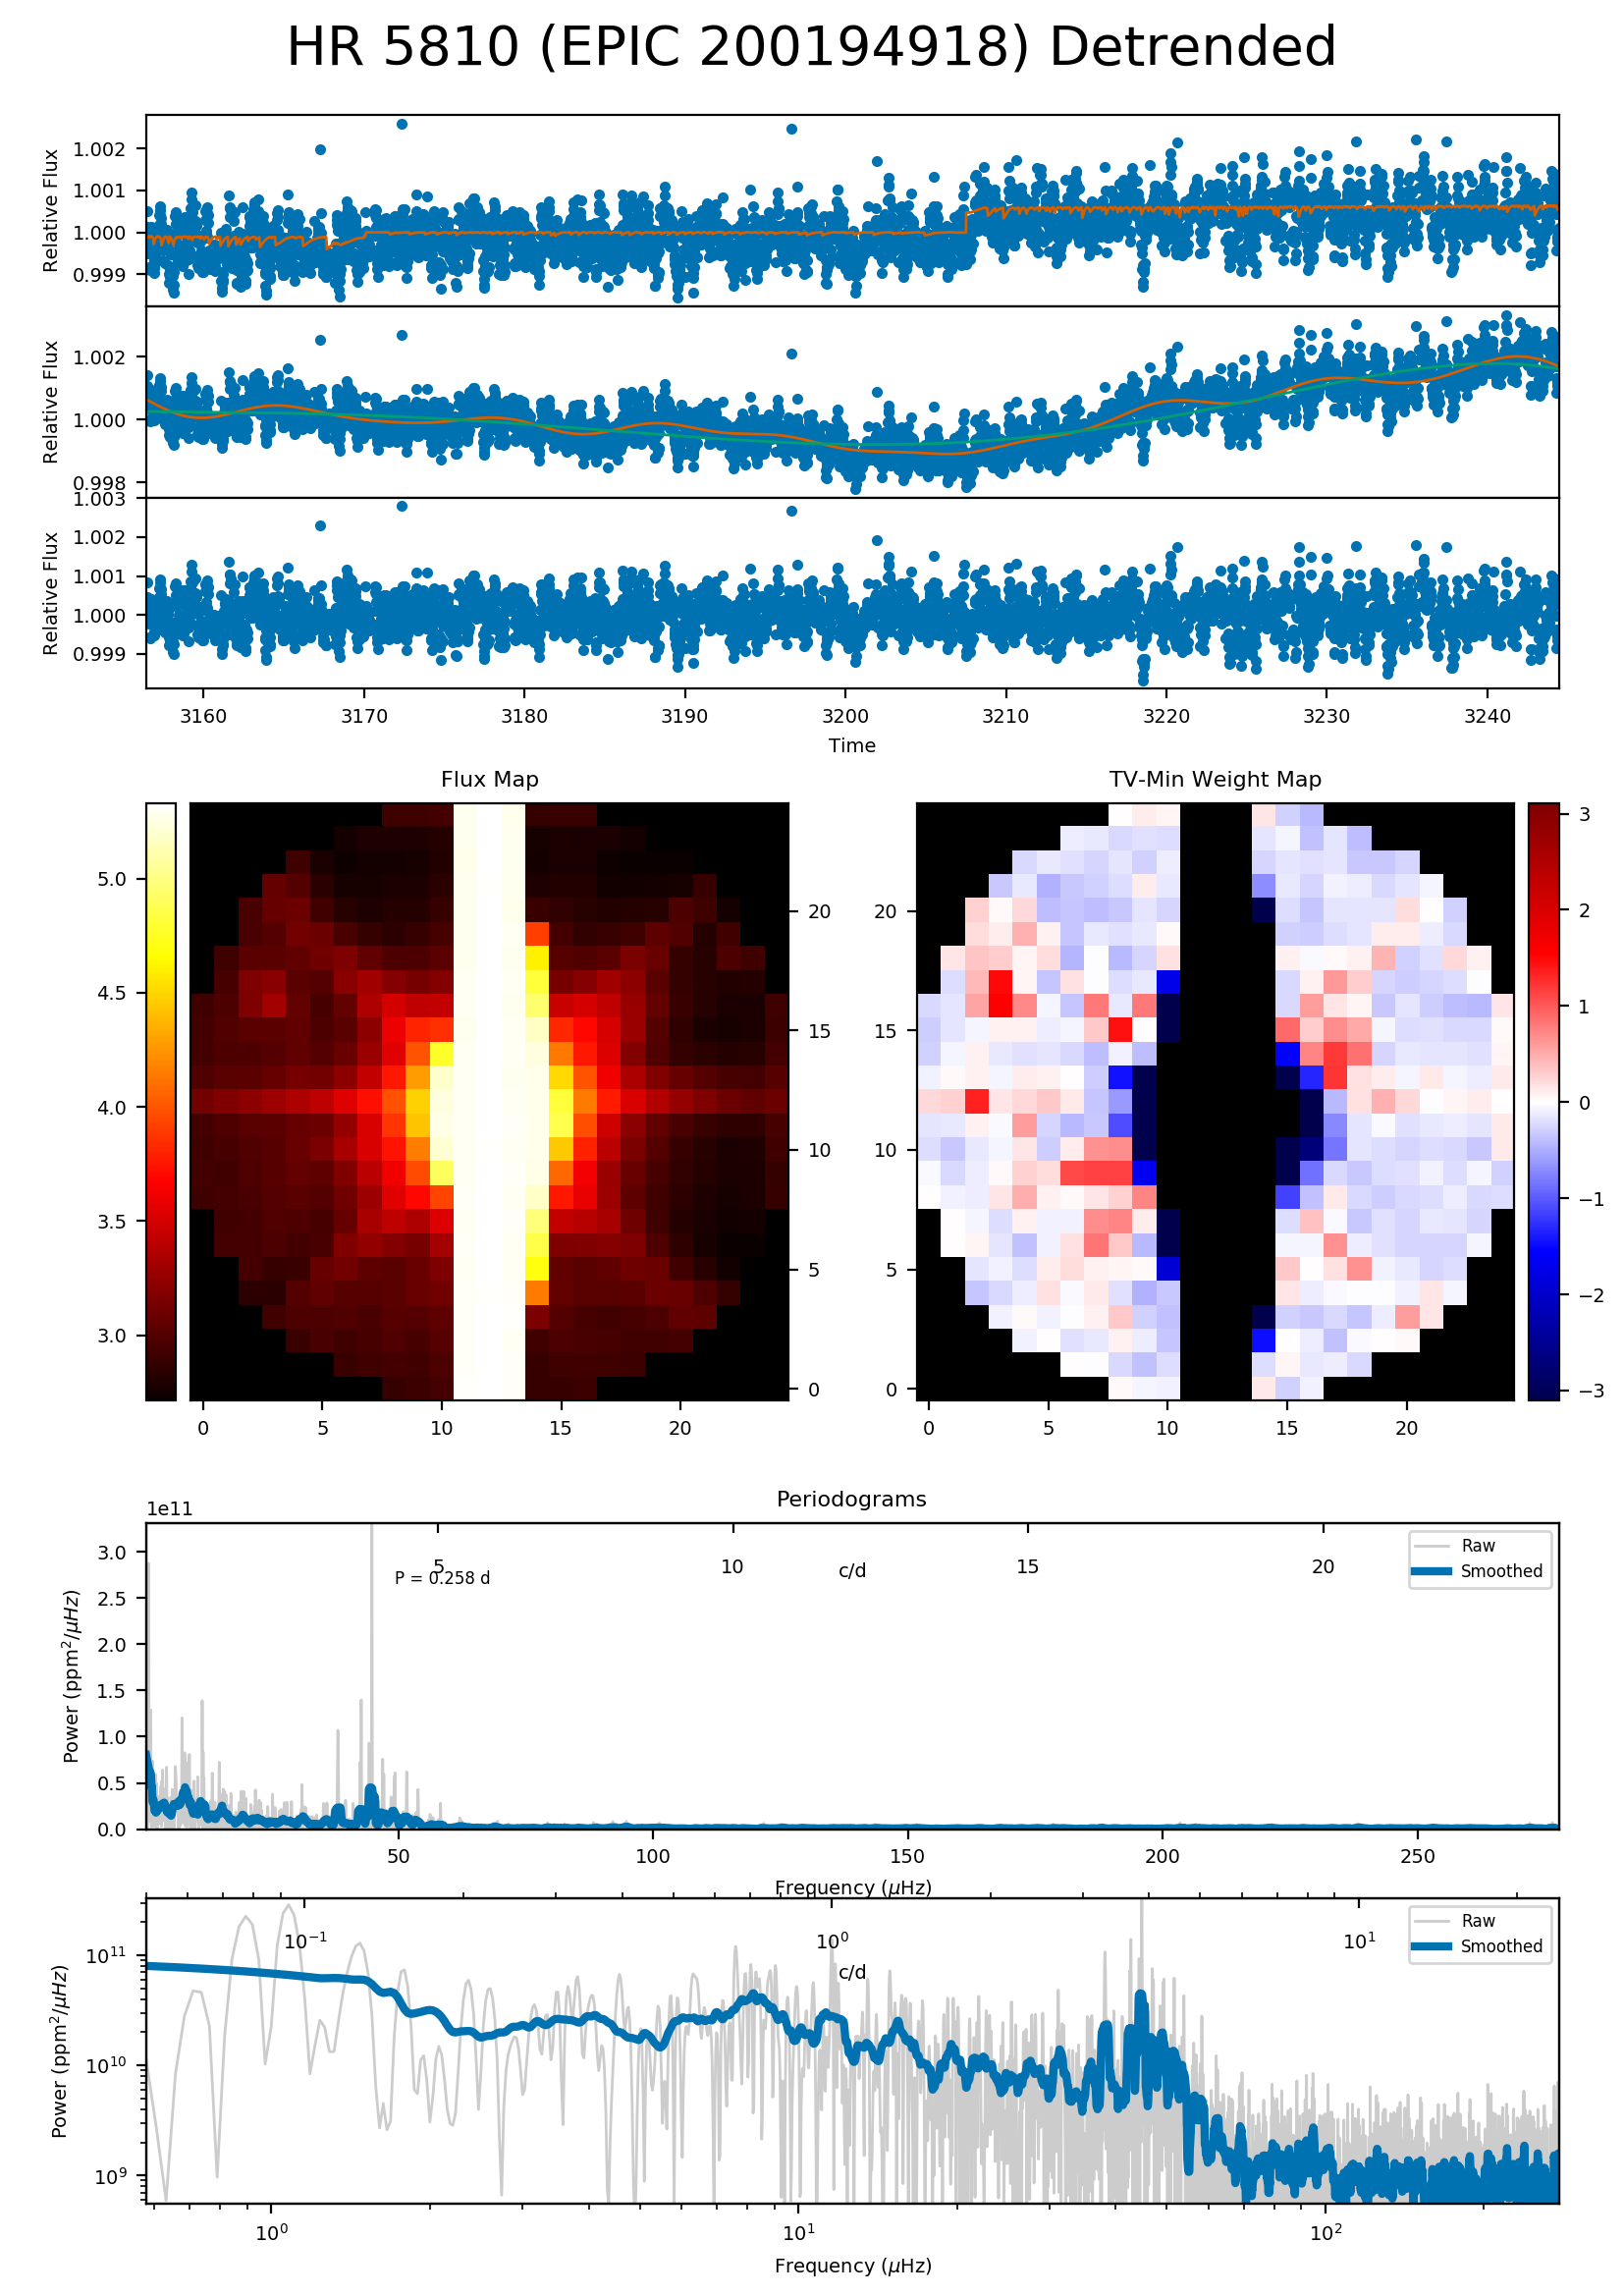 HR 5810 (EPIC 200194918) Detrended
Relative Flux
1.002
1.001
1.000
0.999
Relative Flux
1.002
1.000
0.998
Relative Flux
1.003
1.002
1.001
1.000
0.999
3160 3170 3180 3190 3200 3210 3220 3230 3240
Time
Flux Map
5.0
4.5
4.0
3.5
3.0
20
15
10
5
0
0 5 10 15 20
TV-Min Weight Map
20
15
10
5
0
0 5 10 15 20
3
2
1
0
−1
−2
−3
Periodograms
1e11
Power (ppm²/μHz)
3.0
2.5
2.0
1.5
1.0
0.5
0.0
5 10 15 20
c/d
P = 0.258 d
Raw
Smoothed
50 100 150 200 250
Frequency (μHz)
Power (ppm²/μHz)
10¹¹
10¹⁰
10⁹
10⁻¹ 10⁰ 10¹
c/d
Raw
Smoothed
10⁰ 10¹ 10²
Frequency (μHz)